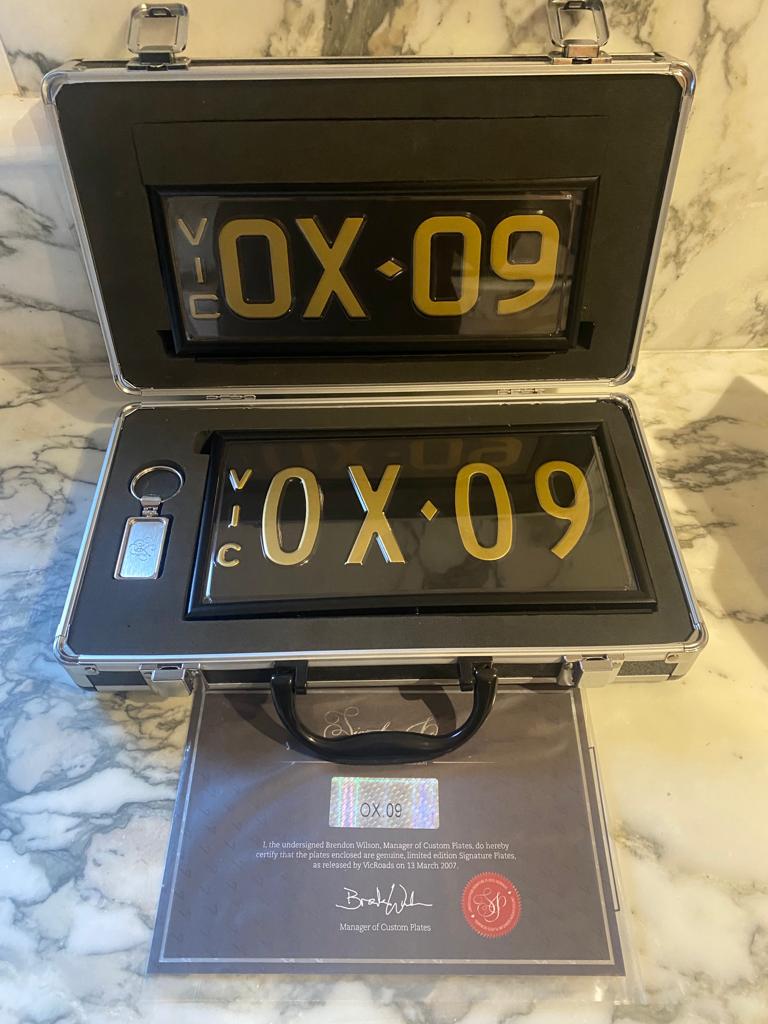 VIC OX♦09
VIC OX♦09
OX.09
I, the undersigned Brendon Wilson, Manager of Custom Plates, do hereby
certify that the plates enclosed are genuine, limited edition Signature Plates,
as released by VicRoads on 13 March 2007.
Manager of Custom Plates